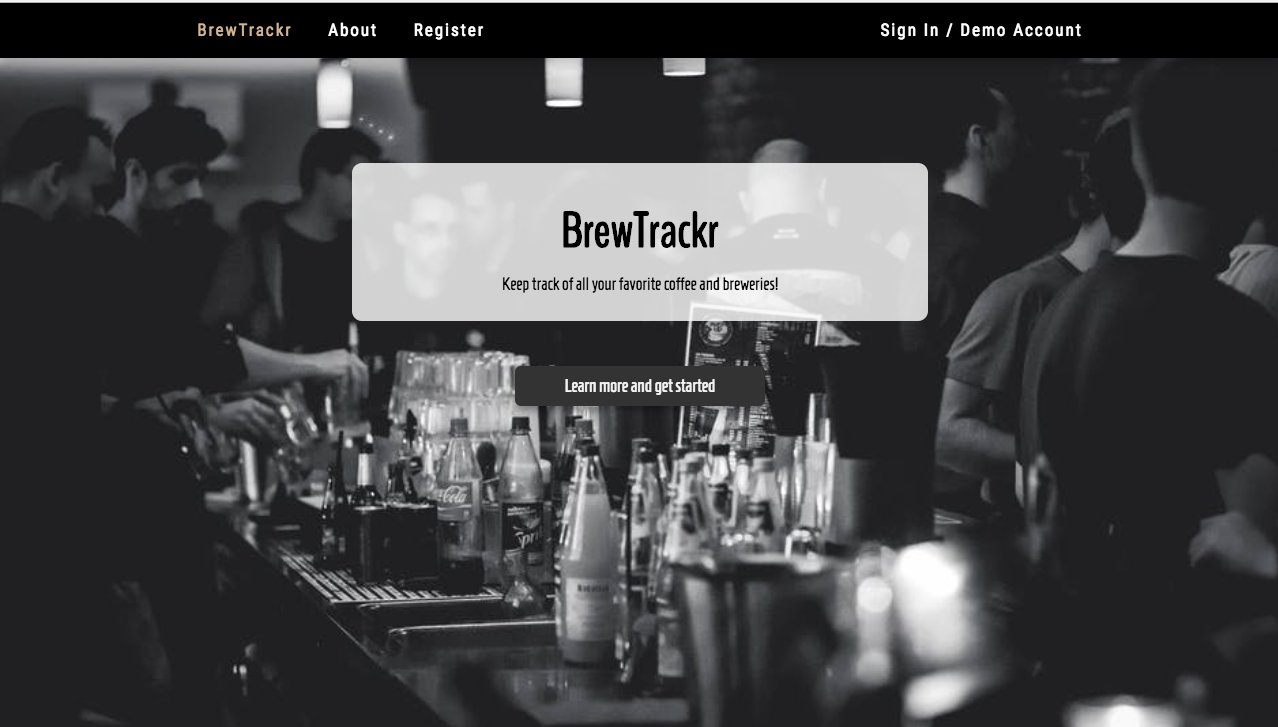 BrewTrackr About Register Sign In / Demo Account
BrewTrackr
Keep track of all your favorite coffee and breweries!
Learn more and get started
Cola